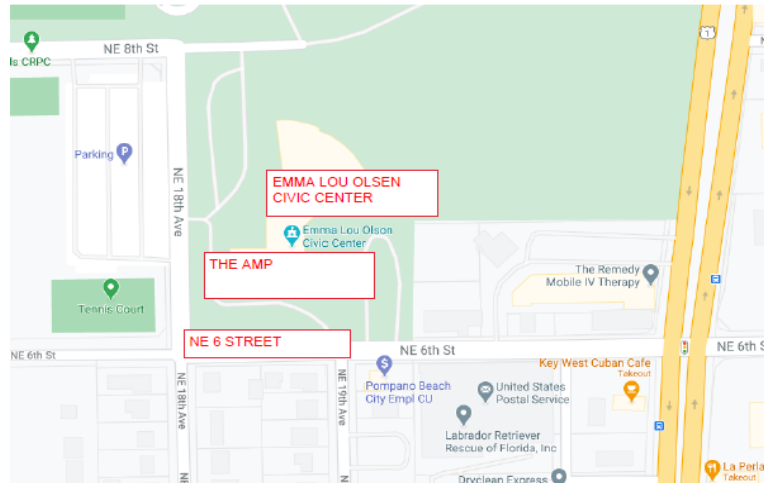 NE 8th St
ls CRPC
1
N
Parking
P
NE 18th Ave
EMMA LOU OLSEN
CIVIC CENTER
Emma Lou Olson
Civic Center
THE AMP
The Remedy
Mobile IV Therapy
Tennis Court
NE 6 STREET
NE 6th St
NE 6th St
NE 6th S
Key West Cuban Cafe
Takeout
NE 18th Ave
NE 19th Ave
$
Pompano Beach
City Empl CU
United States
Postal Service
Labrador Retriever
Rescue of Florida, Inc
La Perla
Takeout
Dryclean Express
NE
NE